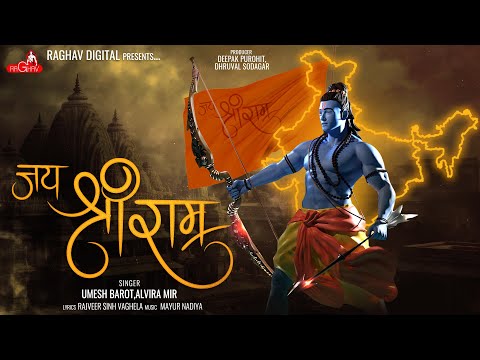 RAGHAV
RAGHAV DIGITAL PRESENTS....
PRODUCER
DEEPAK PUROHIT,
DHRUVAL SODAGAR
जय
श्री राम
जय
श्री राम
SINGER
UMESH BAROT,ALVIRA MIR
LYRICS RAJVEER SINH VAGHELA MUSIC MAYUR NADIYA